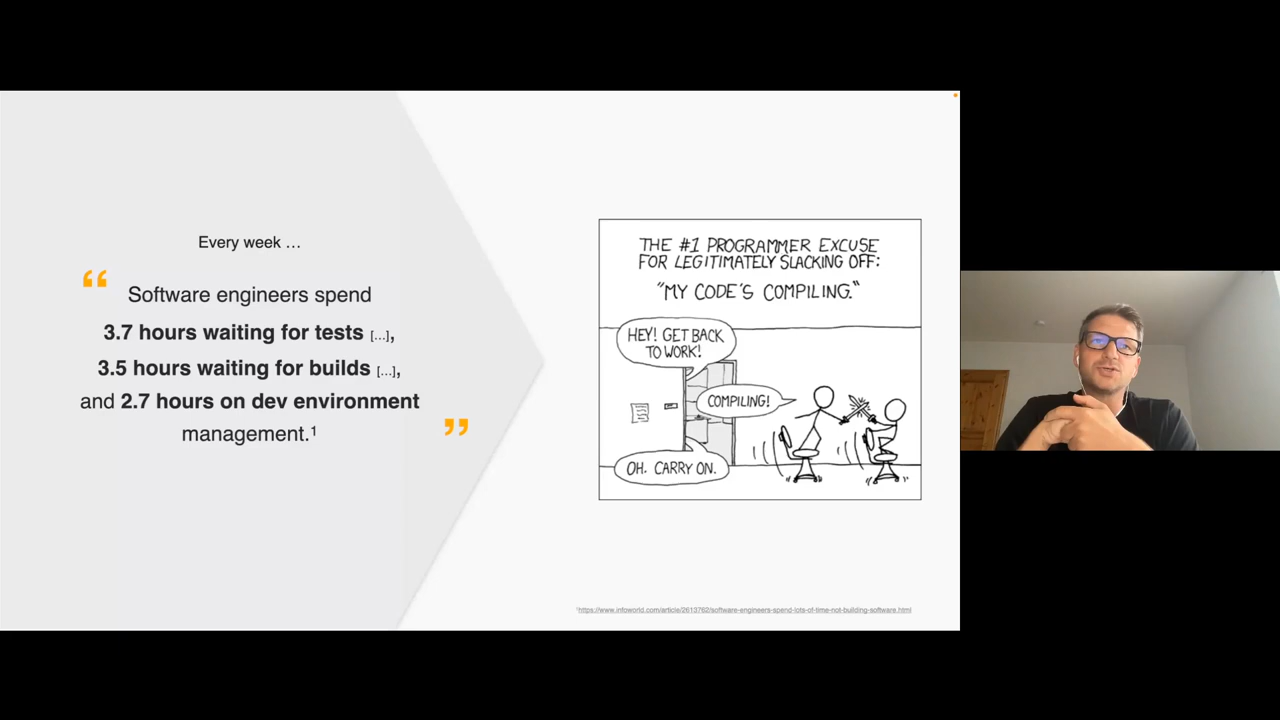 Every week …
“
Software engineers spend
3.7 hours waiting for tests [...],
3.5 hours waiting for builds [...],
and 2.7 hours on dev environment
management.¹
”
THE #1 PROGRAMMER EXCUSE
FOR LEGITIMATELY SLACKING OFF:
"MY CODE'S COMPILING."
HEY! GET BACK
TO WORK!
COMPILING!
OH. CARRY ON.
¹https://www.infoworld.com/article/2613762/software-engineers-spend-lots-of-time-not-building-software.html